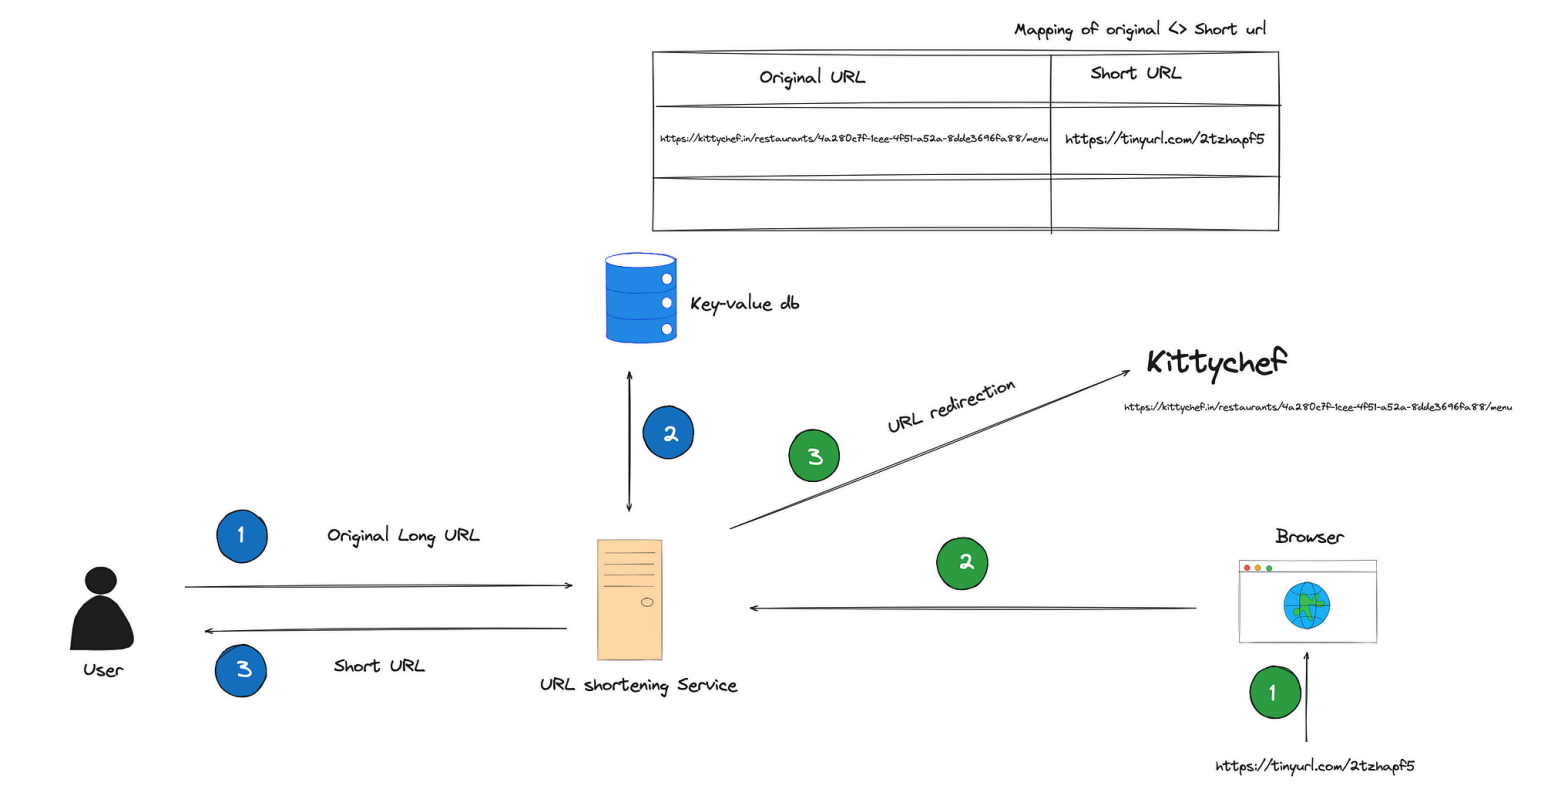 Mapping of original <> Short url
Original URL
Short URL
https://kittychef.in/restaurants/4a280c7f-1cee-4f51-a52a-8dde3696fa88/menu
https://tinyurl.com/2tzhapf5
Key-value db
2
Kittychef
https://kittychef.in/restaurants/4a280c7f-1cee-4f51-a52a-8dde3696fa88/menu
URL redirection
3
1
Original Long URL
2
Browser
User
3
Short URL
URL shortening Service
1
https://tinyurl.com/2tzhapf5